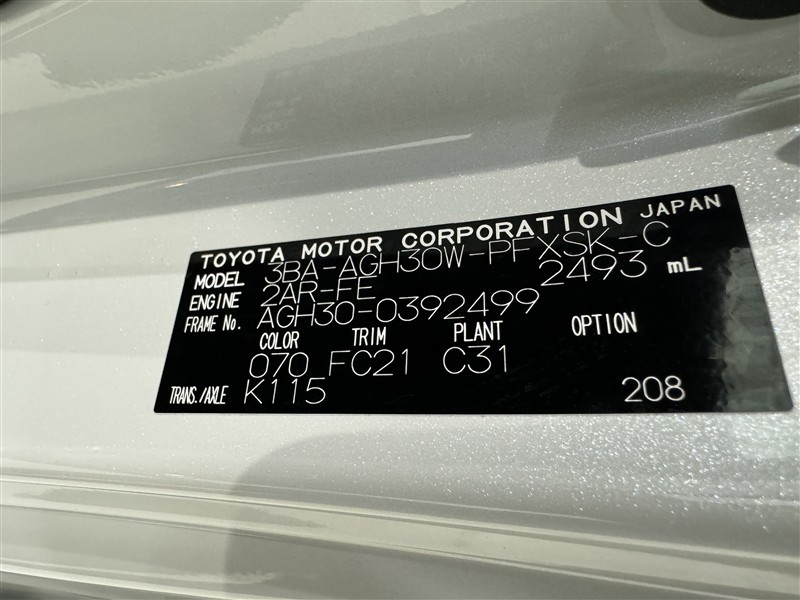 TOYOTA MOTOR CORPORATION JAPAN
MODEL 3BA-AGH30W-PFXSK-C
ENGINE 2AR-FE 2493 mL
FRAME No. AGH30-0392499
COLOR TRIM PLANT OPTION
070 FC21 C31
TRANS./AXLE K115 208